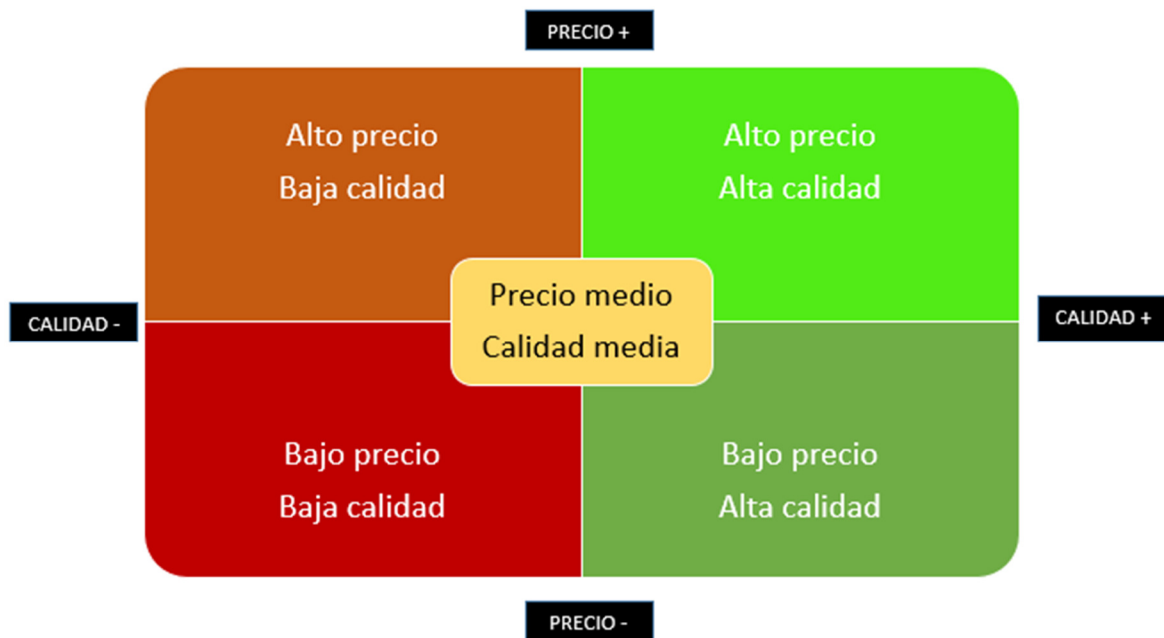 PRECIO +
Alto precio
Baja calidad
Alto precio
Alta calidad
CALIDAD -
Precio medio
Calidad media
CALIDAD +
Bajo precio
Baja calidad
Bajo precio
Alta calidad
PRECIO -